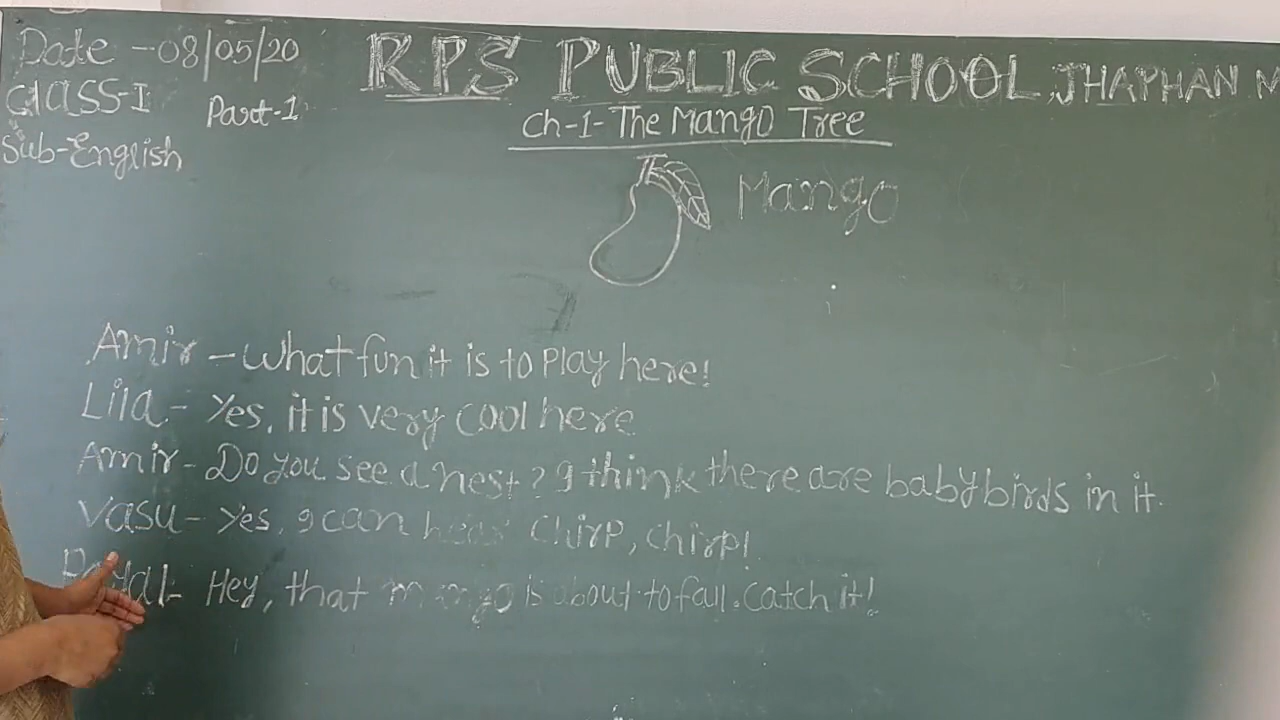 Date -08/05/20
RPS PUBLIC SCHOOL, JHAPHAN
Class-I
Part-1
Ch-1-The Mango Tree
Sub-English
Mango
Amir - What fun it is to play here!
Lila - Yes, it is very cool here
Amir - Do you see a nest? I think there are baby birds in it.
Vasu - Yes, I can hear chirp, chirp!
Hey, that mango is about to fall. Catch it!